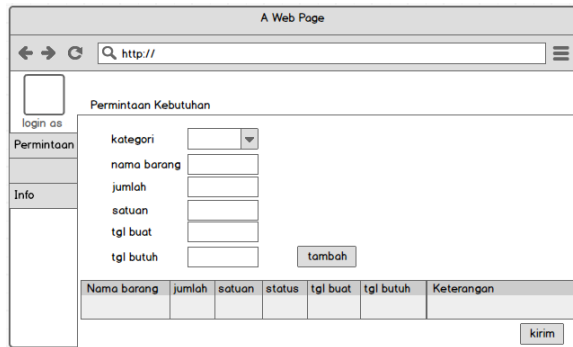 A Web Page
http://
login as
Permintaan Kebutuhan
Permintaan
Info
kategori
nama barang
jumlah
satuan
tgl buat
tgl butuh
tambah
Nama barang jumlah satuan status tgl buat tgl butuh Keterangan
kirim